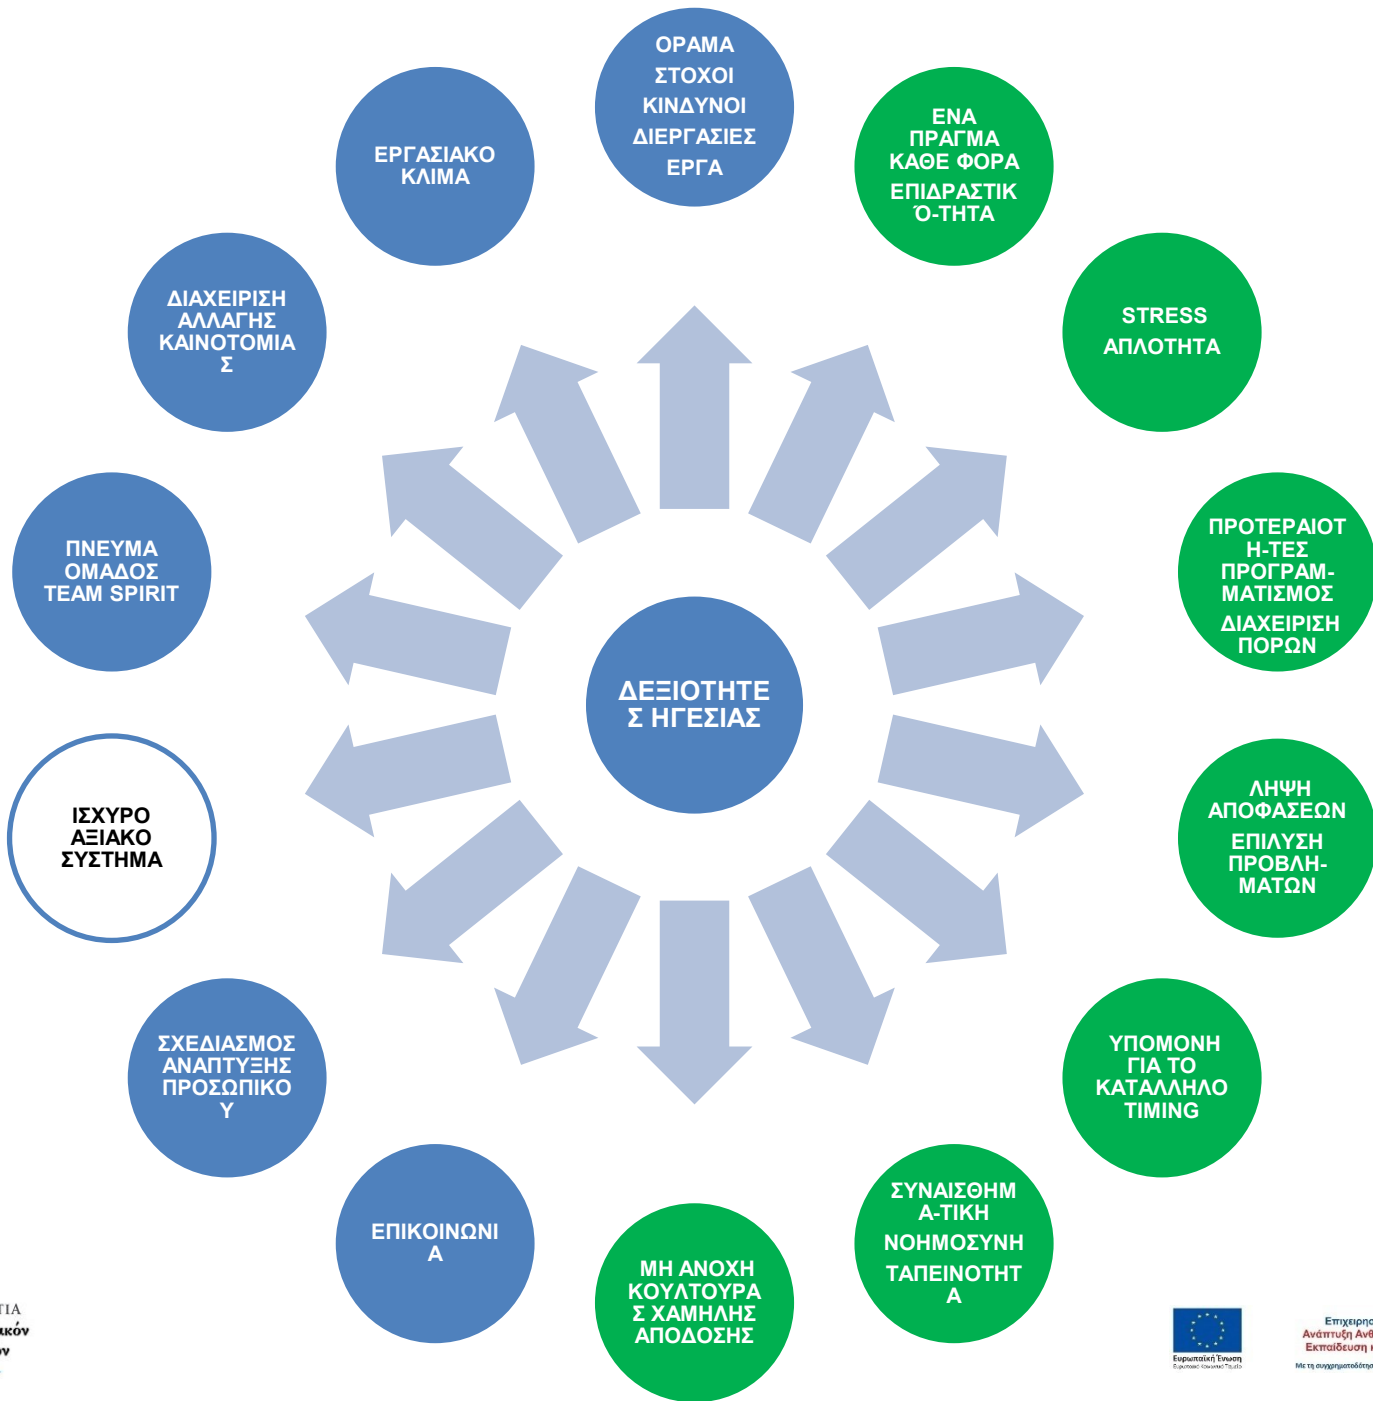 ΟΡΑΜΑ
ΣΤΟΧΟΙ
ΚΙΝΔΥΝΟΙ
ΔΙΕΡΓΑΣΙΕΣ
ΕΡΓΑ
ΕΝΑ
ΠΡΑΓΜΑ
ΚΑΘΕ ΦΟΡΑ
ΕΠΙΔΡΑΣΤΙΚ
Ό-ΤΗΤΑ
STRESS
ΑΠΛΟΤΗΤΑ
ΠΡΟΤΕΡΑΙΟΤ
Η-ΤΕΣ
ΠΡΟΓΡΑΜ-
ΜΑΤΙΣΜΟΣ
ΔΙΑΧΕΙΡΙΣΗ
ΠΟΡΩΝ
ΛΗΨΗ
ΑΠΟΦΑΣΕΩΝ
ΕΠΙΛΥΣΗ
ΠΡΟΒΛΗ-
ΜΑΤΩΝ
ΥΠΟΜΟΝΗ
ΓΙΑ ΤΟ
ΚΑΤΑΛΛΗΛΟ
TIMING
ΣΥΝΑΙΣΘΗΜ
Α-ΤΙΚΗ
ΝΟΗΜΟΣΥΝΗ
ΤΑΠΕΙΝΟΤΗΤ
Α
ΜΗ ΑΝΟΧΗ
ΚΟΥΛΤΟΥΡΑ
Σ ΧΑΜΗΛΗΣ
ΑΠΟΔΟΣΗΣ
ΕΠΙΚΟΙΝΩΝΙ
Α
ΣΧΕΔΙΑΣΜΟΣ
ΑΝΑΠΤΥΞΗΣ
ΠΡΟΣΩΠΙΚΟ
Υ
ΙΣΧΥΡΟ
ΑΞΙΑΚΟ
ΣΥΣΤΗΜΑ
ΠΝΕΥΜΑ
ΟΜΑΔΟΣ
TEAM SPIRIT
ΔΙΑΧΕΙΡΙΣΗ
ΑΛΛΑΓΗΣ
ΚΑΙΝΟΤΟΜΙΑ
Σ
ΕΡΓΑΣΙΑΚΟ
ΚΛΙΜΑ
ΔΕΞΙΟΤΗΤΕ
Σ ΗΓΕΣΙΑΣ
Ευρωπαϊκή Ένωση
Ευρωπαϊκό Κοινωνικό Ταμείο